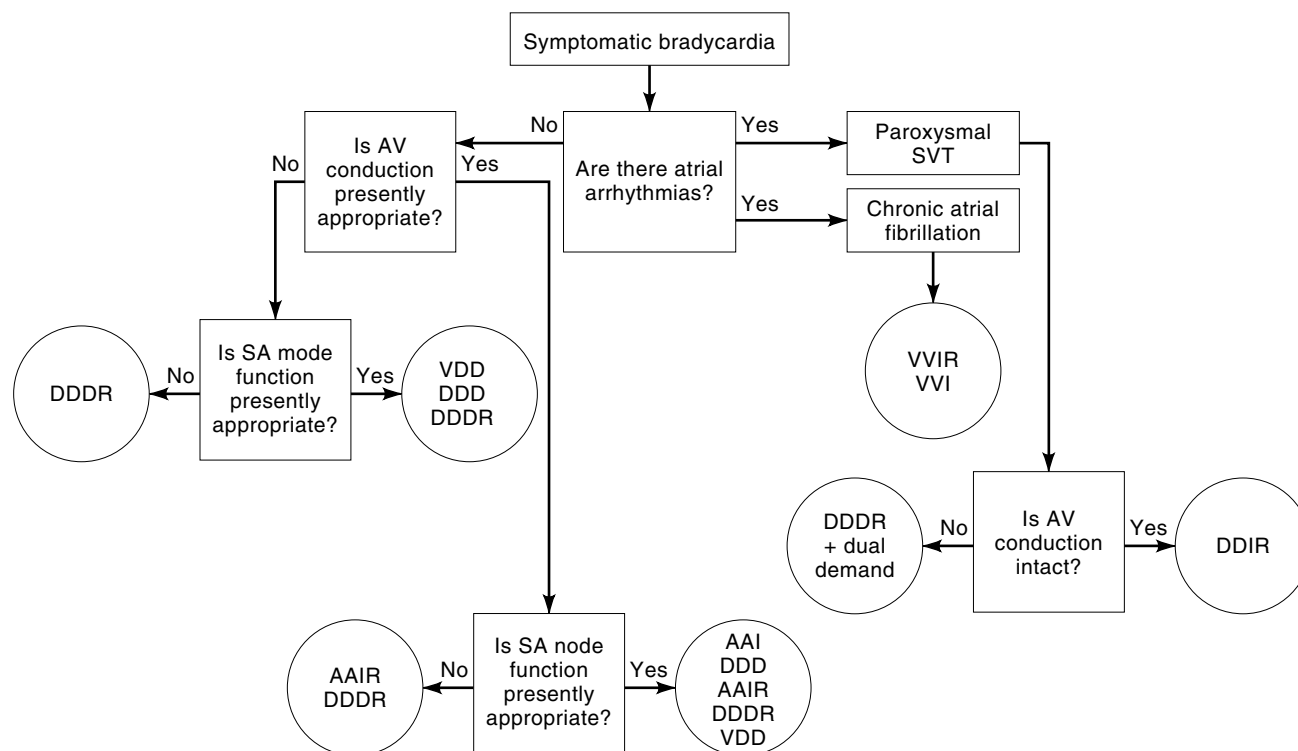 Symptomatic bradycardia
No
Yes
Is AV
conduction
presently
appropriate?
Are there atrial
arrhythmias?
Paroxysmal
SVT
No
Yes
Yes
Chronic atrial
fibrillation
Is SA mode
function
presently
appropriate?
DDDR
No
Yes
VDD
DDD
DDDR
VVIR
VVI
DDDR
+ dual
demand
No
Is AV
conduction
intact?
Yes
DDIR
AAIR
DDDR
No
Is SA node
function
presently
appropriate?
Yes
AAI
DDD
AAIR
DDDR
VDD